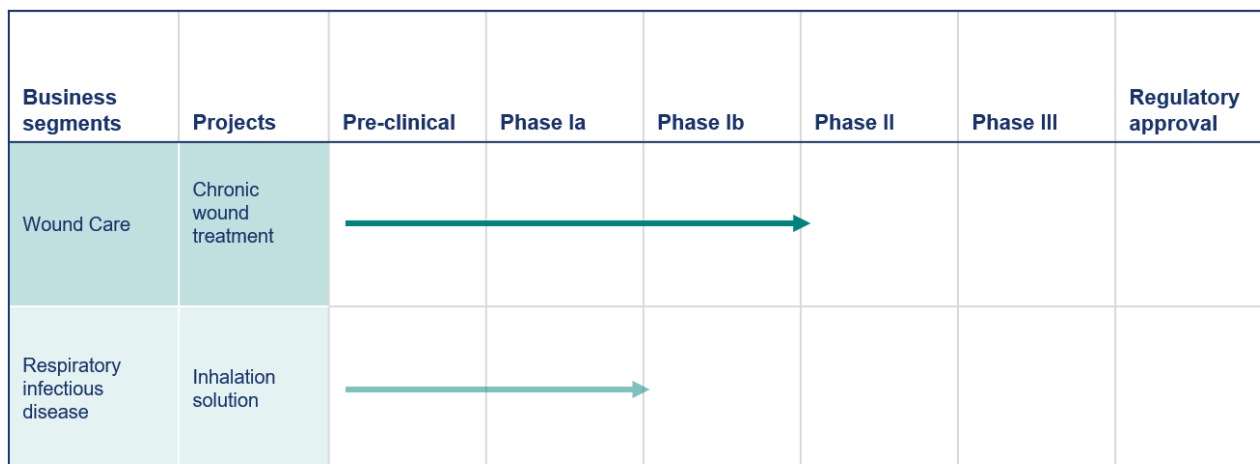 Business
segments
Projects
Pre-clinical
Phase Ia
Phase Ib
Phase II
Phase III
Regulatory
approval
Wound Care
Chronic
wound
treatment
Respiratory
infectious
disease
Inhalation
solution